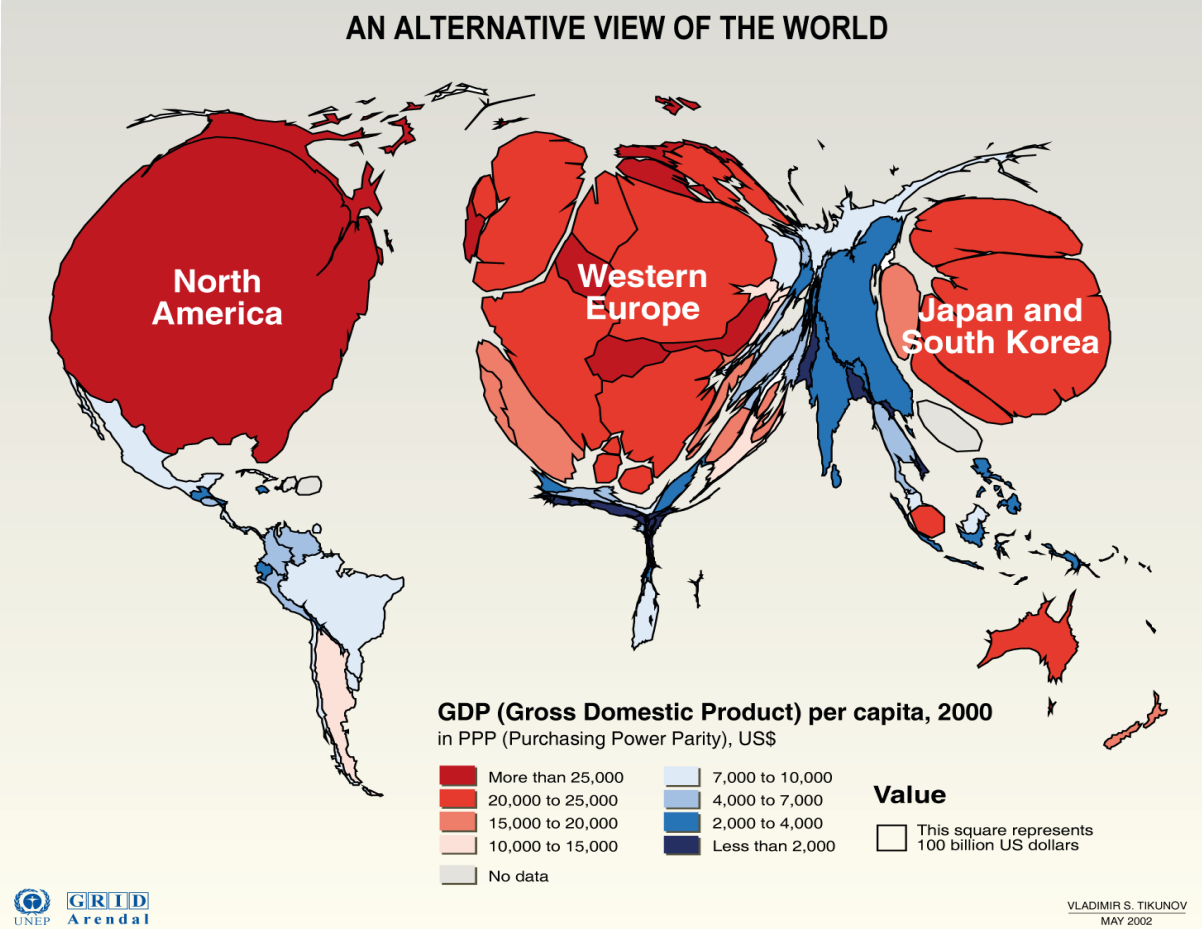 AN ALTERNATIVE VIEW OF THE WORLD
North
America
Western
Europe
Japan and
South Korea
GDP (Gross Domestic Product) per capita, 2000
in PPP (Purchasing Power Parity), US$
More than 25,000
20,000 to 25,000
15,000 to 20,000
10,000 to 15,000
No data
7,000 to 10,000
4,000 to 7,000
2,000 to 4,000
Less than 2,000
Value
This square represents
100 billion US dollars
UNEP
GRID
Arendal
VLADIMIR S. TIKUNOV
MAY 2002